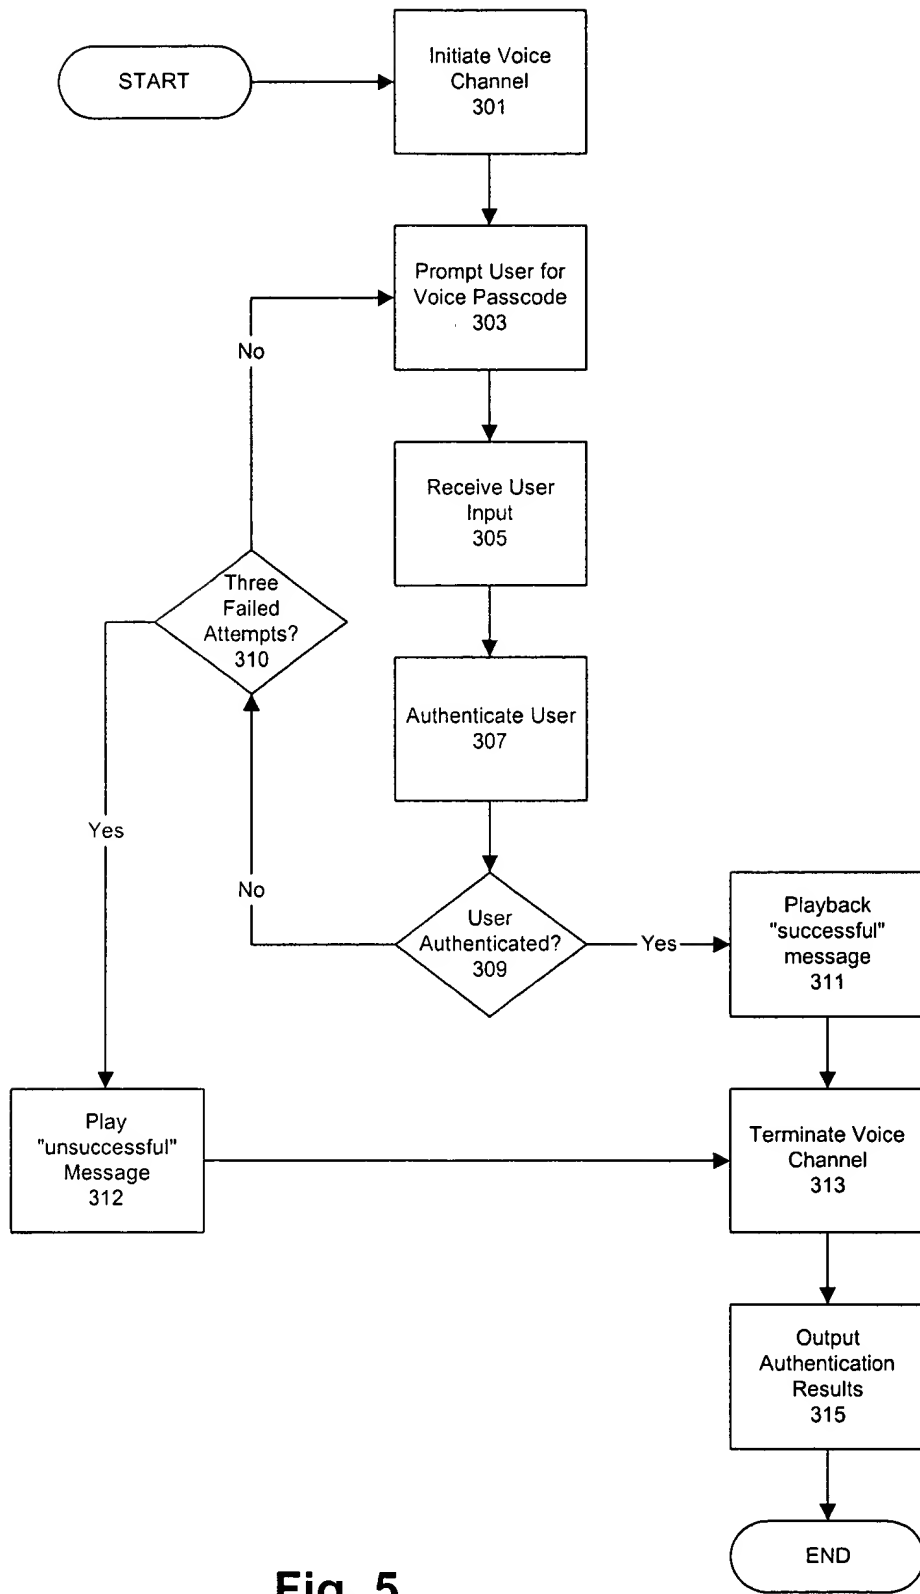 START
Initiate Voice
Channel
301
Prompt User for
Voice Passcode
303
No
Receive User
Input
305
Three
Failed
Attempts?
310
Authenticate User
307
Yes
No
User
Authenticated?
309
Yes
Playback
"successful"
message
311
Play
"unsuccessful"
Message
312
Terminate Voice
Channel
313
Output
Authentication
Results
315
END
Fig. 5